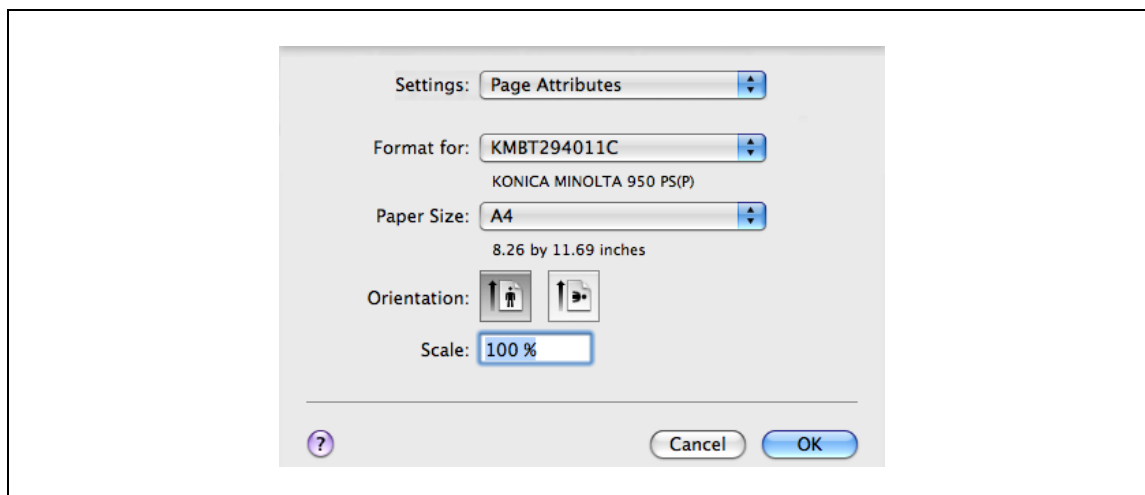 Settings: Page Attributes
Format for: KMBT294011C
KONICA MINOLTA 950 PS(P)
Paper Size: A4
8.26 by 11.69 inches
Orientation:
Scale: 100 %
? Cancel OK